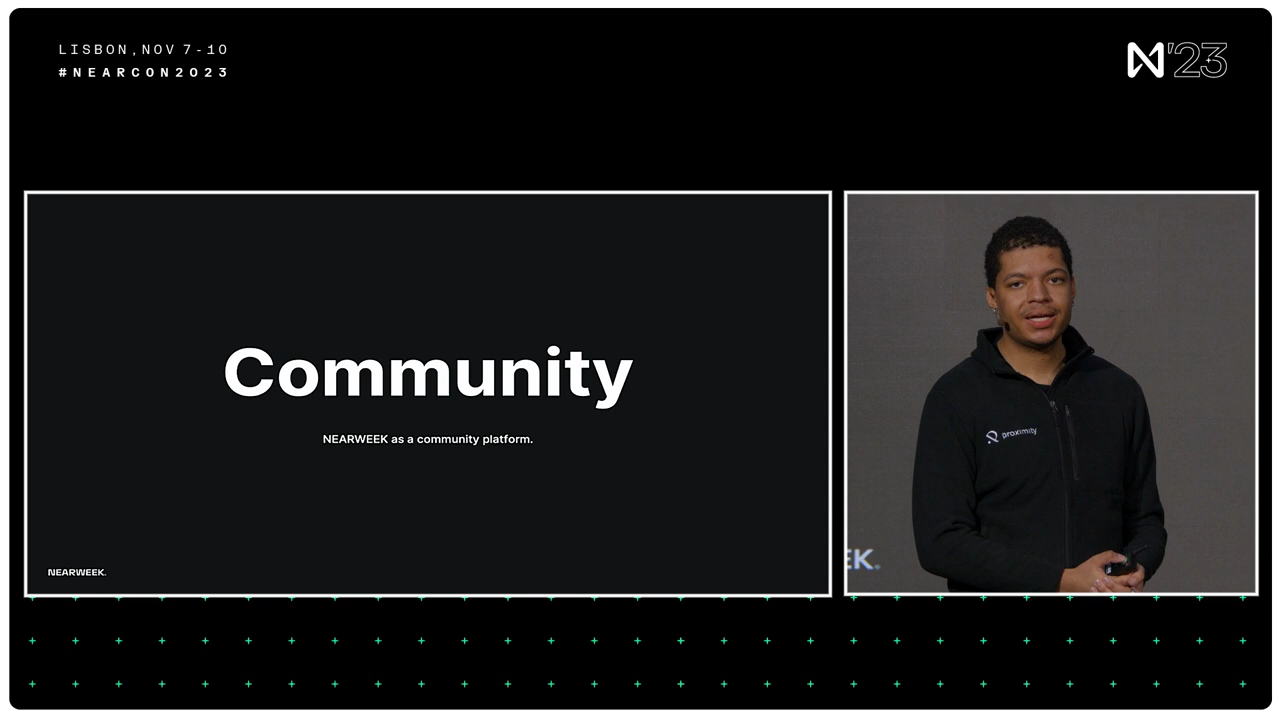 LISBON, NOV 7-10
#NEARCON2023
'23
Community
NEARWEEK as a community platform.
NEARWEEK.
proximity
EK.